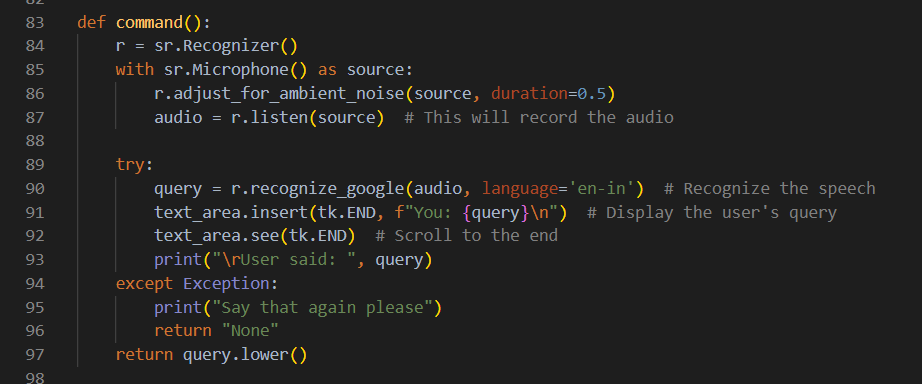 82
83 def command():
84     r = sr.Recognizer()
85     with sr.Microphone() as source:
86         r.adjust_for_ambient_noise(source, duration=0.5)
87         audio = r.listen(source)  # This will record the audio
88
89     try:
90         query = r.recognize_google(audio, language='en-in')  # Recognize the speech
91         text_area.insert(tk.END, f"You: {query}\n")  # Display the user's query
92         text_area.see(tk.END)  # Scroll to the end
93         print("\rUser said: ", query)
94     except Exception:
95         print("Say that again please")
96         return "None"
97     return query.lower()
98